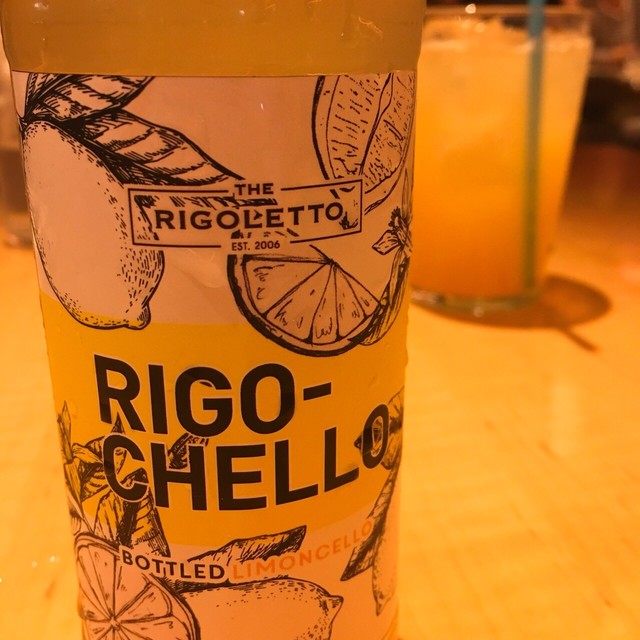 THE
RIGOLETTO
EST. 2006
RIGO-
CHELLO
BOTTLED LIMONCELLO